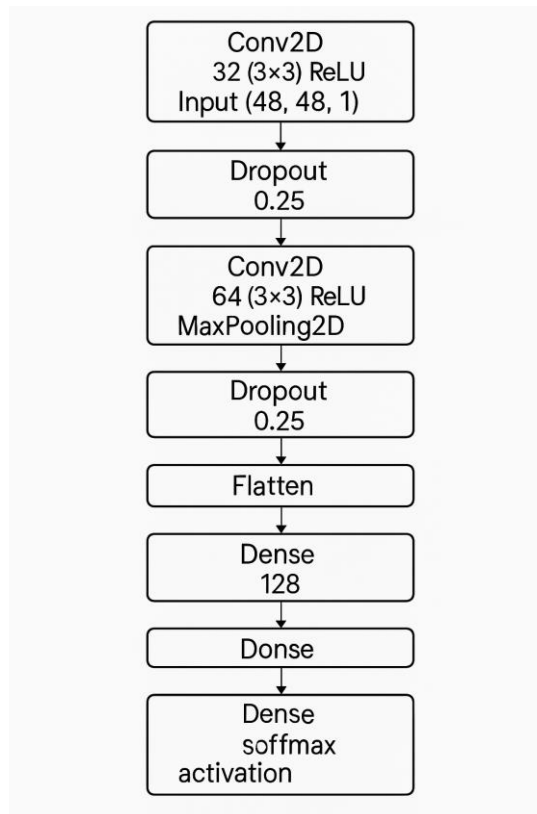 Conv2D
32 (3×3) ReLU
Input (48, 48, 1)
Dropout
0.25
Conv2D
64 (3×3) ReLU
MaxPooling2D
Dropout
0.25
Flatten
Dense
128
Donse
Dense
soffmax
activation